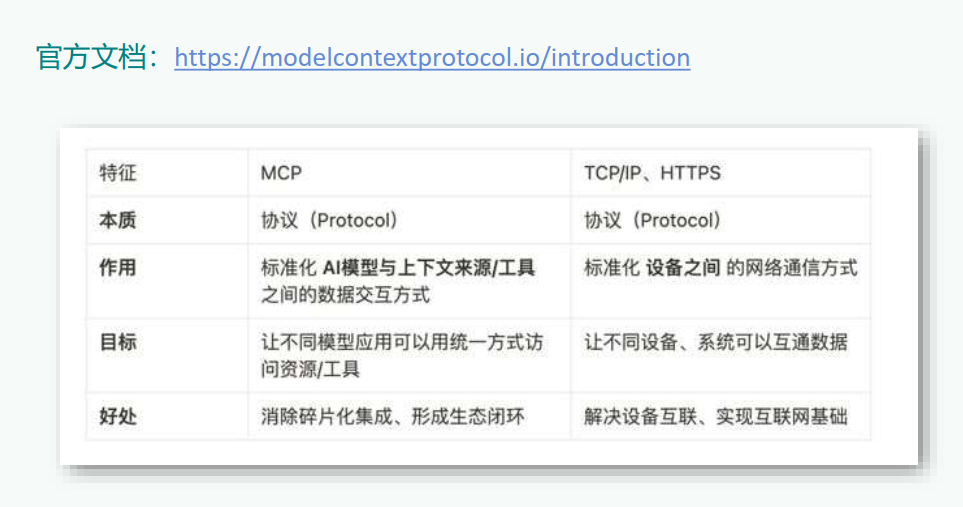 官方文档：https://modelcontextprotocol.io/introduction
特征 MCP TCP/IP、HTTPS
本质 协议（Protocol） 协议（Protocol）
作用 标准化 AI模型与上下文来源/工具 标准化 设备之间 的网络通信方式
之间的数据交互方式
目标 让不同模型应用可以用统一方式访 让不同设备、系统可以互通数据
问资源/工具
好处 消除碎片化集成、形成生态闭环 解决设备互联、实现互联网基础